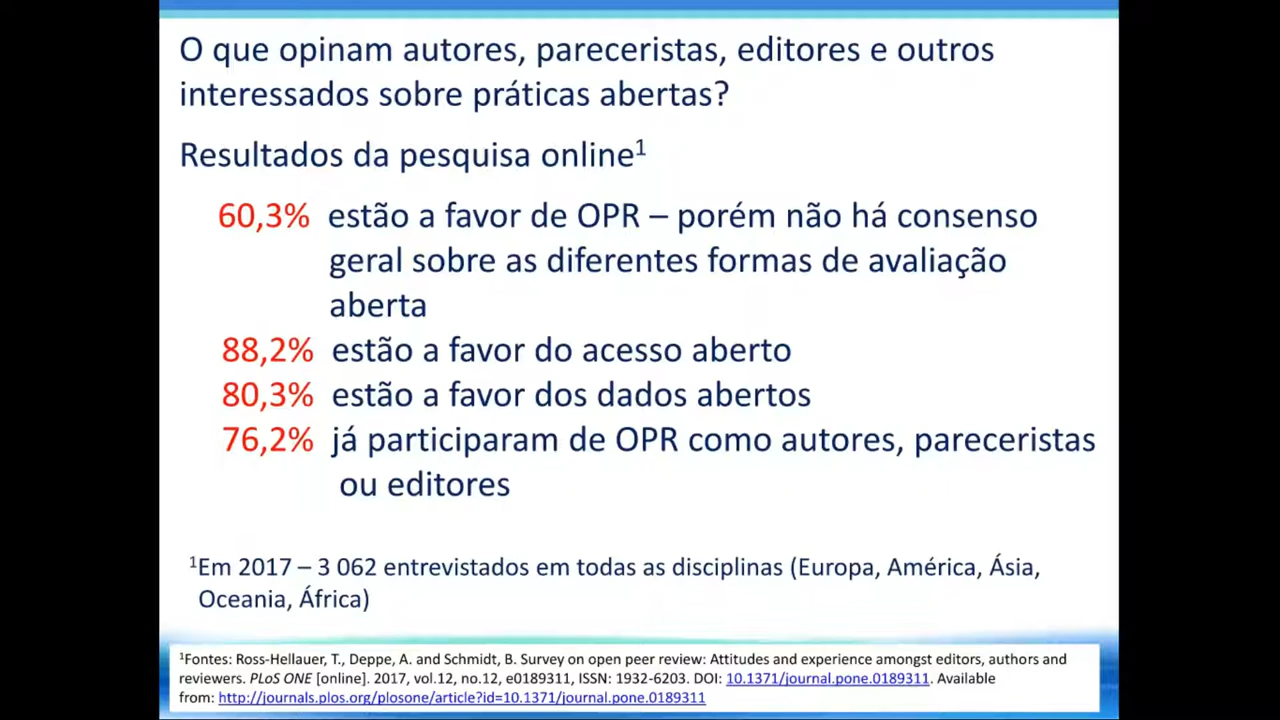 O que opinam autores, pareceristas, editores e outros
interessados sobre práticas abertas?
Resultados da pesquisa online¹
60,3% estão a favor de OPR – porém não há consenso
geral sobre as diferentes formas de avaliação
aberta
88,2% estão a favor do acesso aberto
80,3% estão a favor dos dados abertos
76,2% já participaram de OPR como autores, pareceristas
ou editores
¹Em 2017 – 3 062 entrevistados em todas as disciplinas (Europa, América, Ásia,
Oceania, África)
¹Fontes: Ross-Hellauer, T., Deppe, A. and Schmidt, B. Survey on open peer review: Attitudes and experience amongst editors, authors and
reviewers. PLoS ONE [online]. 2017, vol.12, no.12, e0189311, ISSN: 1932-6203. DOI: 10.1371/journal.pone.0189311. Available
from: http://journals.plos.org/plosone/article?id=10.1371/journal.pone.0189311